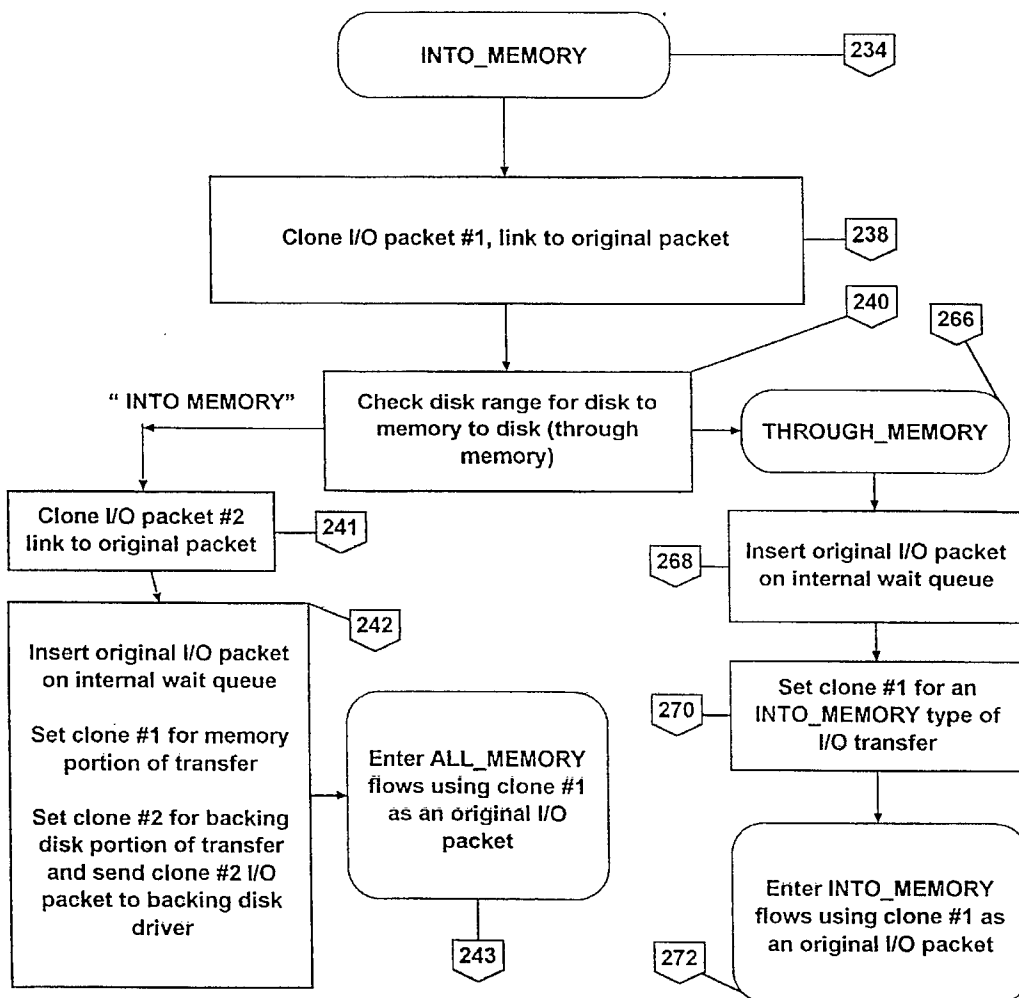 INTO_MEMORY
234
Clone I/O packet #1, link to original packet
238
240
266
" INTO MEMORY"
Check disk range for disk to
memory to disk (through
memory)
THROUGH_MEMORY
Clone I/O packet #2
link to original packet
241
268
Insert original I/O packet
on internal wait queue
242
Insert original I/O packet
on internal wait queue
Set clone #1 for memory
portion of transfer
Set clone #2 for backing
disk portion of transfer
and send clone #2 I/O
packet to backing disk
driver
Enter ALL_MEMORY
flows using clone #1
as an original I/O
packet
243
270
Set clone #1 for an
INTO_MEMORY type of
I/O transfer
Enter INTO_MEMORY
flows using clone #1 as
an original I/O packet
272